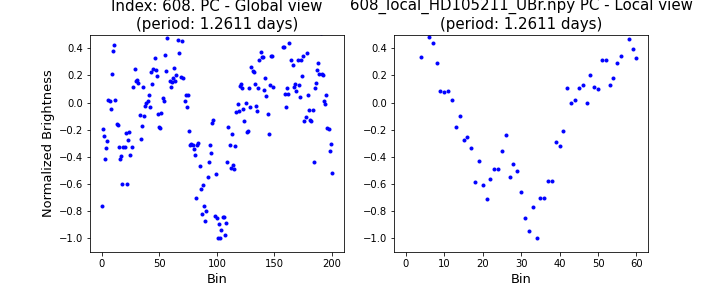 Index: 608. PC - Global view
(period: 1.2611 days)
608_local_HD105211_UBr.npy PC - Local view
(period: 1.2611 days)
Normalized Brightness
0.4
0.2
0.0
−0.2
−0.4
−0.6
−0.8
−1.0
0 50 100 150 200
Bin
0.4
0.2
0.0
−0.2
−0.4
−0.6
−0.8
−1.0
0 10 20 30 40 50 60
Bin